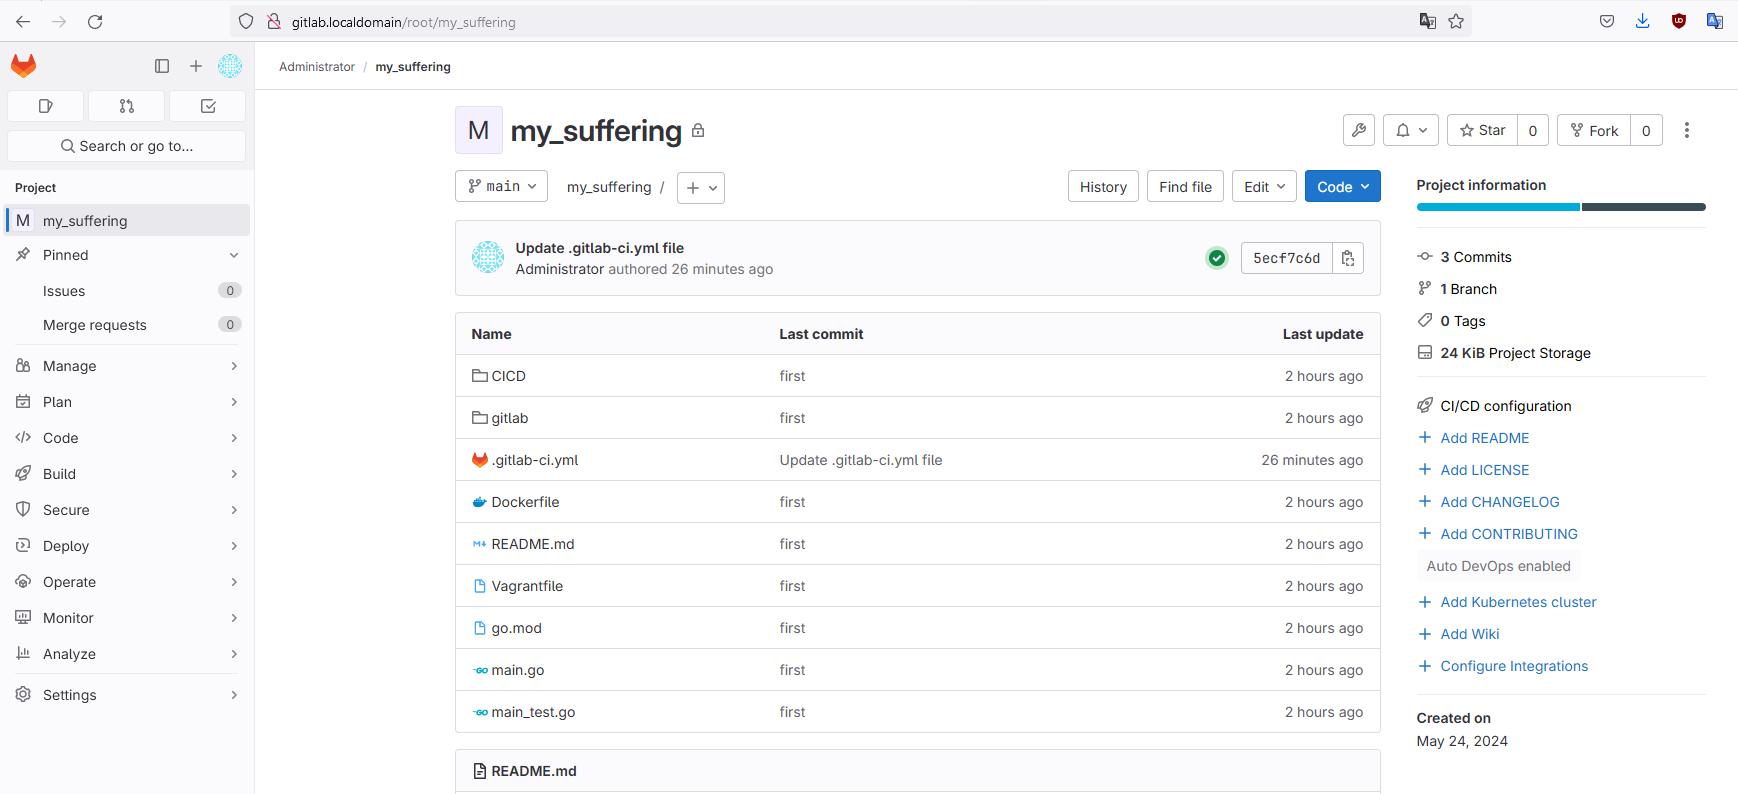 gitlab.localdomain/root/my_suffering
Administrator / my_suffering
Search or go to...
Project
M my_suffering
Pinned
Issues 0
Merge requests 0
Manage
Plan
Code
Build
Secure
Deploy
Operate
Monitor
Analyze
Settings
M my_suffering
Star 0
Fork 0
main
my_suffering /
History
Find file
Edit
Code
Update .gitlab-ci.yml file
Administrator authored 26 minutes ago
5ecf7c6d
Name Last commit Last update
CICD first 2 hours ago
gitlab first 2 hours ago
.gitlab-ci.yml Update .gitlab-ci.yml file 26 minutes ago
Dockerfile first 2 hours ago
README.md first 2 hours ago
Vagrantfile first 2 hours ago
go.mod first 2 hours ago
main.go first 2 hours ago
main_test.go first 2 hours ago
README.md
Project information
3 Commits
1 Branch
0 Tags
24 KiB Project Storage
CI/CD configuration
Add README
Add LICENSE
Add CHANGELOG
Add CONTRIBUTING
Auto DevOps enabled
Add Kubernetes cluster
Add Wiki
Configure Integrations
Created on
May 24, 2024